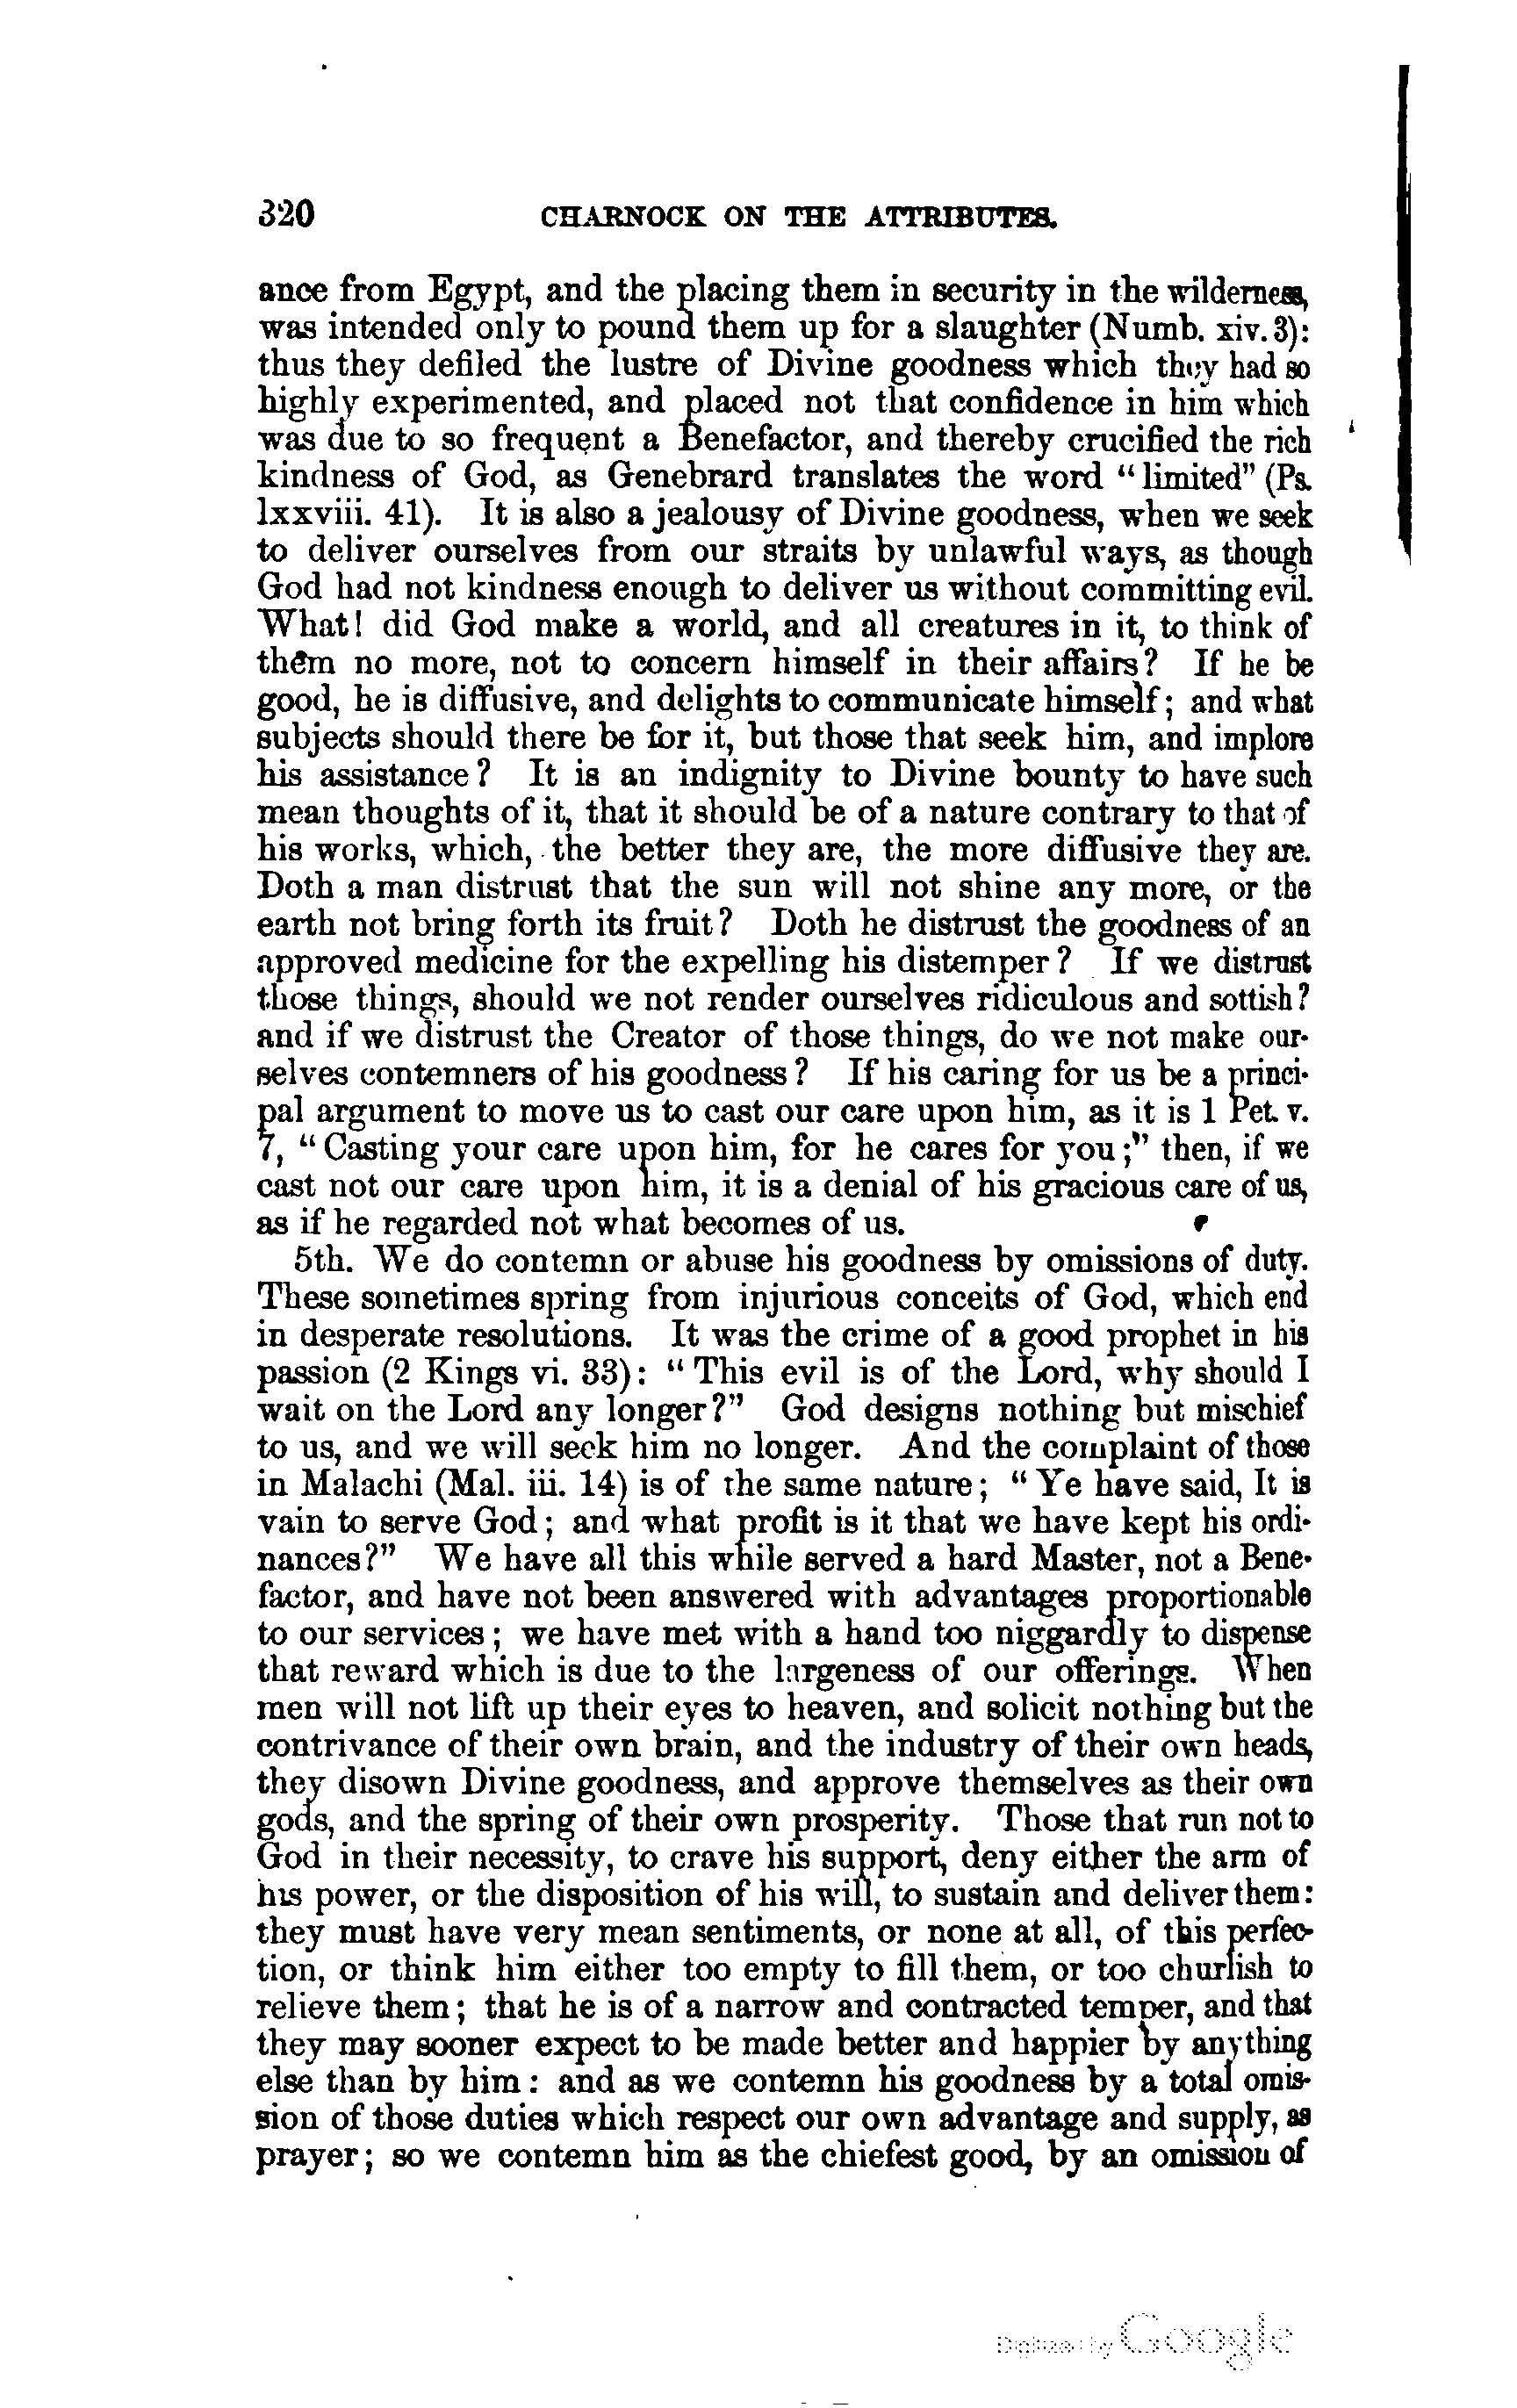 320 CHARNOCK ON THE ATTRIBUTES.
ance from Egypt, and the placing them in security in the wilderness,
was intended only to pound them up for a slaughter (Numb. xiv. 3):
thus they defiled the lustre of Divine goodness which they had so
highly experimented, and placed not that confidence in him which
was due to so frequent a Benefactor, and thereby crucified the rich
kindness of God, as Genebrard translates the word “limited” (Ps.
lxxviii. 41). It is also a jealousy of Divine goodness, when we seek
to deliver ourselves from our straits by unlawful ways, as though
God had not kindness enough to deliver us without committing evil.
What! did God make a world, and all creatures in it, to think of
them no more, not to concern himself in their affairs? If he be
good, he is diffusive, and delights to communicate himself; and what
subjects should there be for it, but those that seek him, and implore
his assistance? It is an indignity to Divine bounty to have such
mean thoughts of it, that it should be of a nature contrary to that of
his works, which, the better they are, the more diffusive they are.
Doth a man distrust that the sun will not shine any more, or the
earth not bring forth its fruit? Doth he distrust the goodness of an
approved medicine for the expelling his distemper? If we distrust
those things, should we not render ourselves ridiculous and sottish?
and if we distrust the Creator of those things, do we not make our-
selves contemners of his goodness? If his caring for us be a princi-
pal argument to move us to cast our care upon him, as it is 1 Pet. v.
7, “Casting your care upon him, for he cares for you;” then, if we
cast not our care upon him, it is a denial of his gracious care of us,
as if he regarded not what becomes of us.
5th. We do contemn or abuse his goodness by omissions of duty.
These sometimes spring from injurious conceits of God, which end
in desperate resolutions. It was the crime of a good prophet in his
passion (2 Kings vi. 33): “This evil is of the Lord, why should I
wait on the Lord any longer?” God designs nothing but mischief
to us, and we will seek him no longer. And the complaint of those
in Malachi (Mal. iii. 14) is of the same nature; “Ye have said, It is
vain to serve God; and what profit is it that we have kept his ordi-
nances?” We have all this while served a hard Master, not a Bene-
factor, and have not been answered with advantages proportionable
to our services; we have met with a hand too niggardly to dispense
that reward which is due to the largeness of our offerings. When
men will not lift up their eyes to heaven, and solicit nothing but the
contrivance of their own brain, and the industry of their own heads,
they disown Divine goodness, and approve themselves as their own
gods, and the spring of their own prosperity. Those that run not to
God in their necessity, to crave his support, deny either the arm of
his power, or the disposition of his will, to sustain and deliver them:
they must have very mean sentiments, or none at all, of this perfec-
tion, or think him either too empty to fill them, or too churlish to
relieve them; that he is of a narrow and contracted temper, and that
they may sooner expect to be made better and happier by anything
else than by him: and as we contemn his goodness by a total omis-
sion of those duties which respect our own advantage and supply, as
prayer; so we contemn him as the chiefest good, by an omission of
Digitized by Google